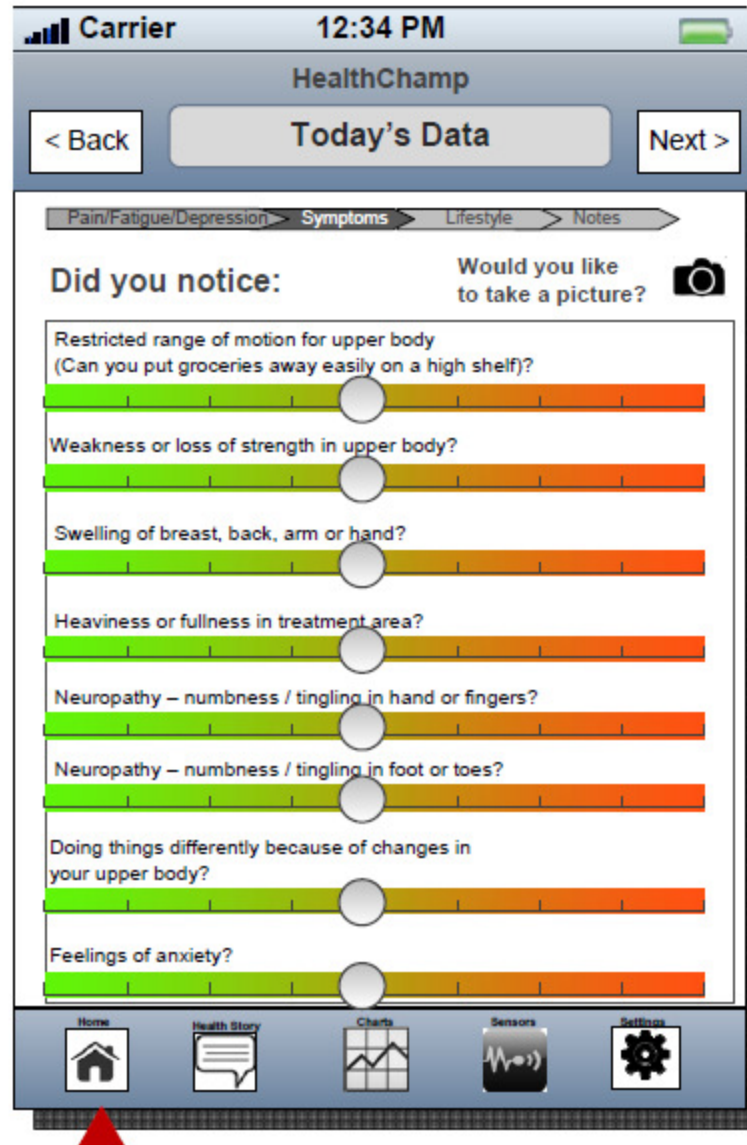 Carrier 12:34 PM
HealthChamp
< Back Today's Data Next >
Pain/Fatigue/Depression Symptoms Lifestyle Notes
Did you notice:
Would you like
to take a picture?
Restricted range of motion for upper body
(Can you put groceries away easily on a high shelf)?
Weakness or loss of strength in upper body?
Swelling of breast, back, arm or hand?
Heaviness or fullness in treatment area?
Neuropathy – numbness / tingling in hand or fingers?
Neuropathy – numbness / tingling in foot or toes?
Doing things differently because of changes in
your upper body?
Feelings of anxiety?
Home Health Story Charts Sensors Settings